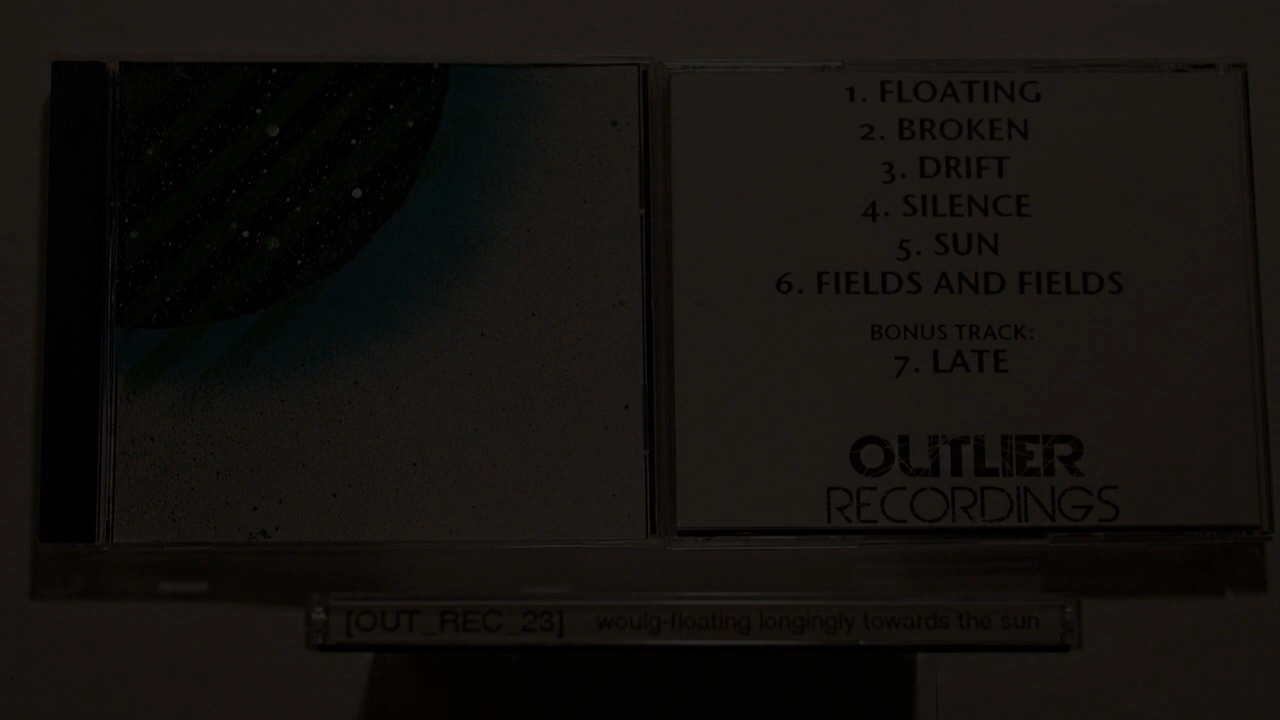 1. FLOATING
2. BROKEN
3. DRIFT
4. SILENCE
5. SUN
6. FIELDS AND FIELDS
BONUS TRACK:
7. LATE
OUTLIER
RECORDINGS
[OUT_REC_23] woulg-floating longingly towards the sun